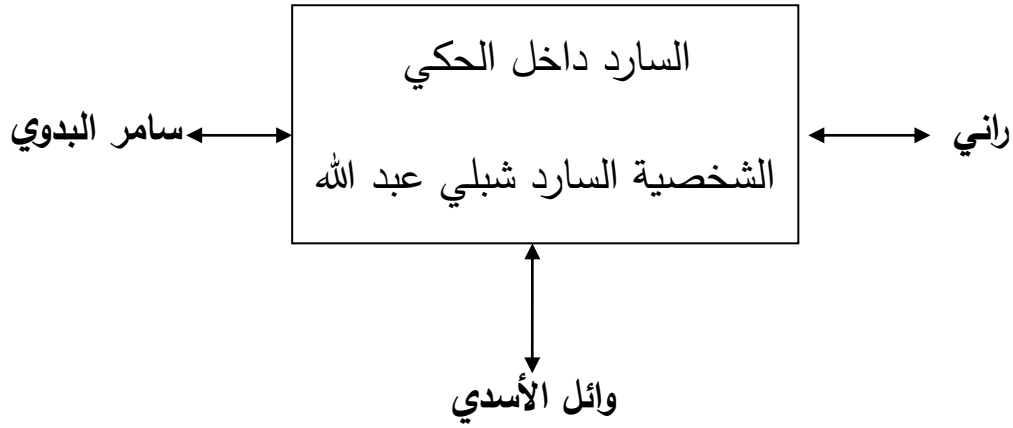 السارد داخل الحكي
راني
سامر البدوي
الشخصية السارد شبلي عبد الله
وائل الأسدي